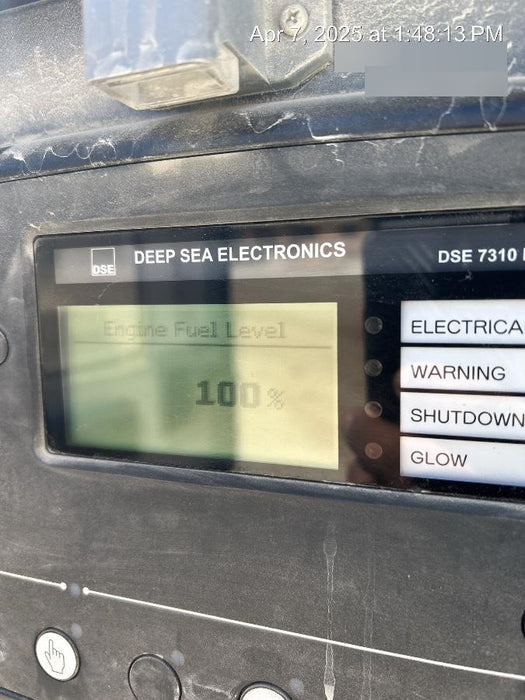 Apr 7, 2025 at 1:48:13 PM
DSE
DEEP SEA ELECTRONICS
DSE 7310
Engine Fuel Level
100 %
ELECTRICA
WARNING
SHUTDOWN
GLOW